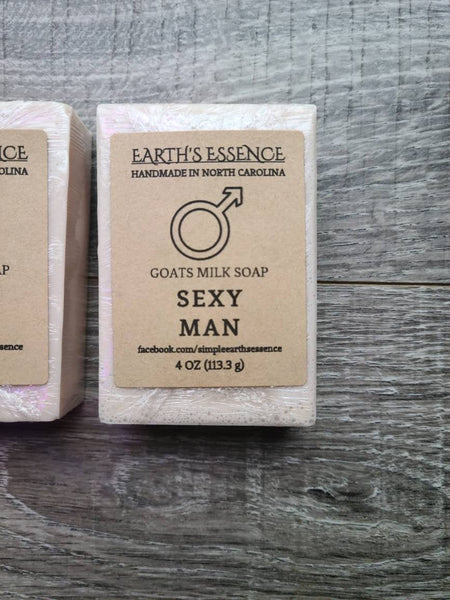 EARTH'S ESSENCE
HANDMADE IN NORTH CAROLINA
GOATS MILK SOAP
SEXY
MAN
facebook.com/simpleearthsessence
4 OZ (113.3 g)